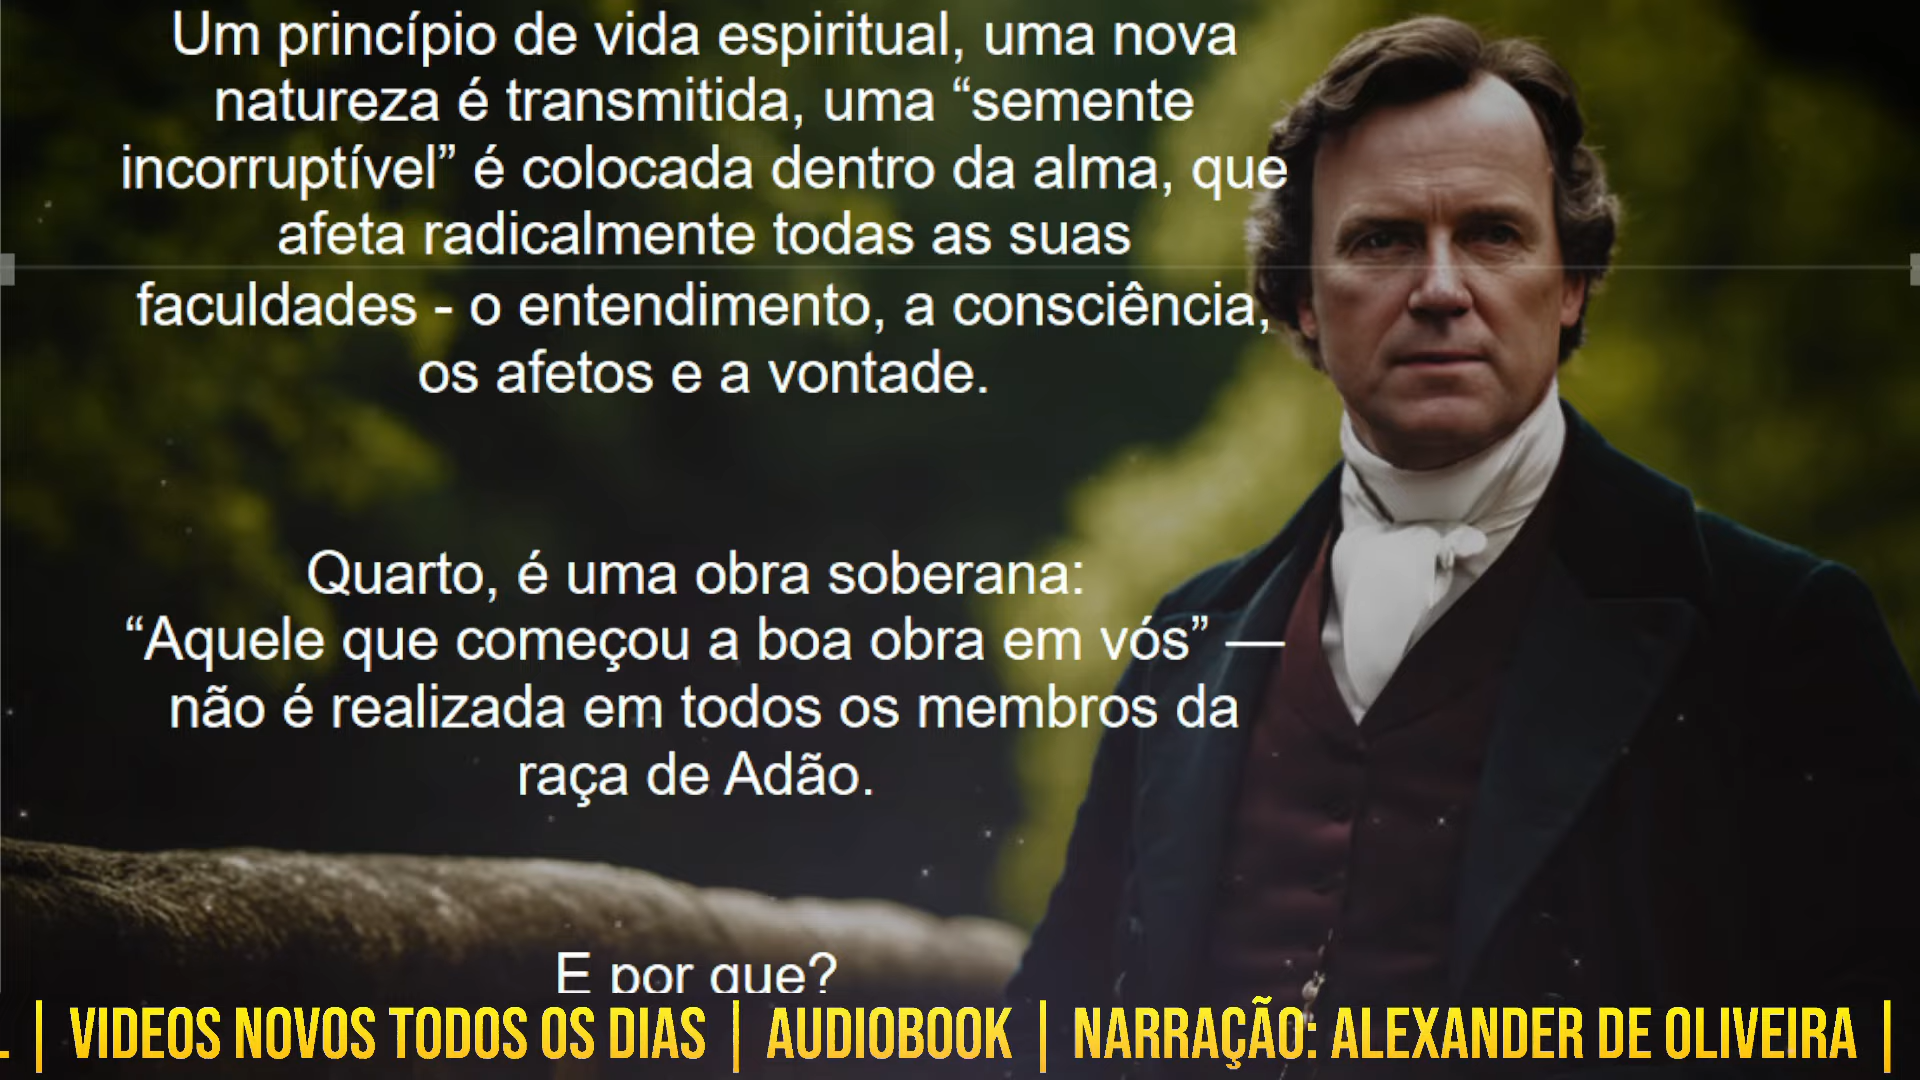 Um princípio de vida espiritual, uma nova
natureza é transmitida, uma “semente
incorruptível” é colocada dentro da alma, que
afeta radicalmente todas as suas
faculdades - o entendimento, a consciência,
os afetos e a vontade.
Quarto, é uma obra soberana:
“Aquele que começou a boa obra em vós” —
não é realizada em todos os membros da
raça de Adão.
E por que?
| VIDEOS NOVOS TODOS OS DIAS | AUDIOBOOK | NARRAÇÃO: ALEXANDER DE OLIVEIRA |